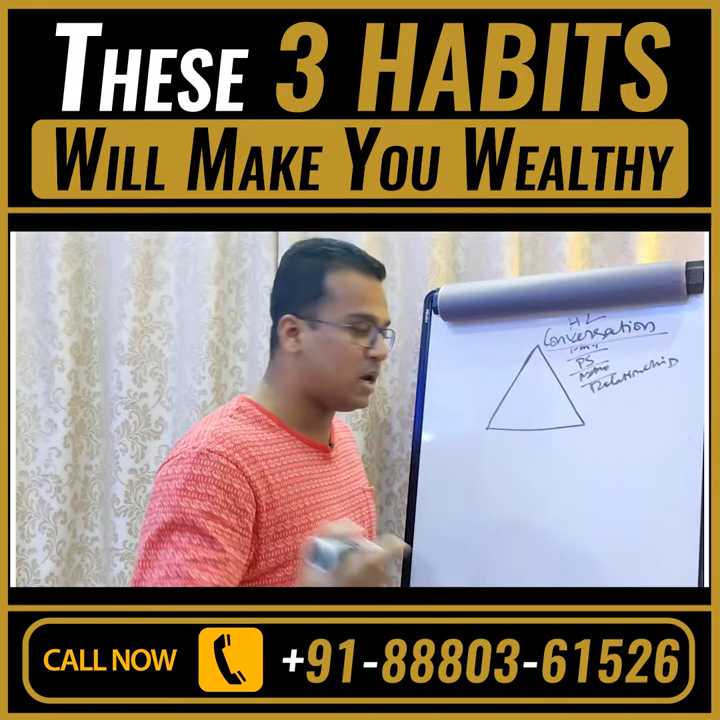 THESE 3 HABITS
WILL MAKE YOU WEALTHY
HL
Conversation
PS
Relationship
CALL NOW
+91-88803-61526